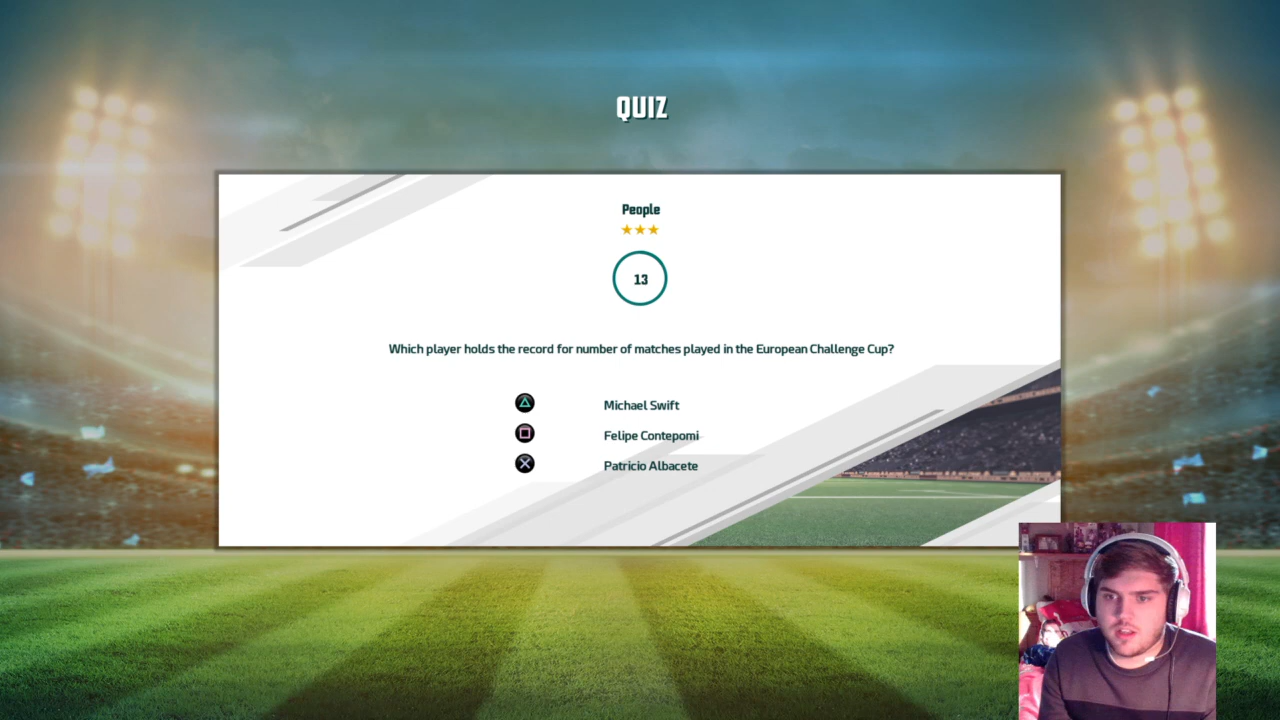 QUIZ
People
13
Which player holds the record for number of matches played in the European Challenge Cup?
Michael Swift
Felipe Contepomi
Patricio Albacete